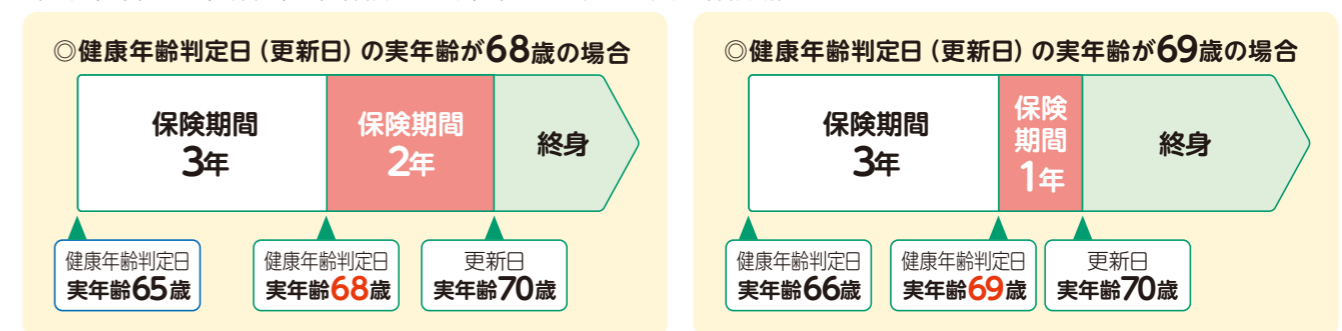 ◎健康年齢判定日（更新日）の実年齢が68歳の場合
保険期間
3年
保険期間
2年
終身
健康年齢判定日
実年齢65歳
健康年齢判定日
実年齢68歳
更新日
実年齢70歳
◎健康年齢判定日（更新日）の実年齢が69歳の場合
保険期間
3年
保険
期間
1年
終身
健康年齢判定日
実年齢66歳
健康年齢判定日
実年齢69歳
更新日
実年齢70歳